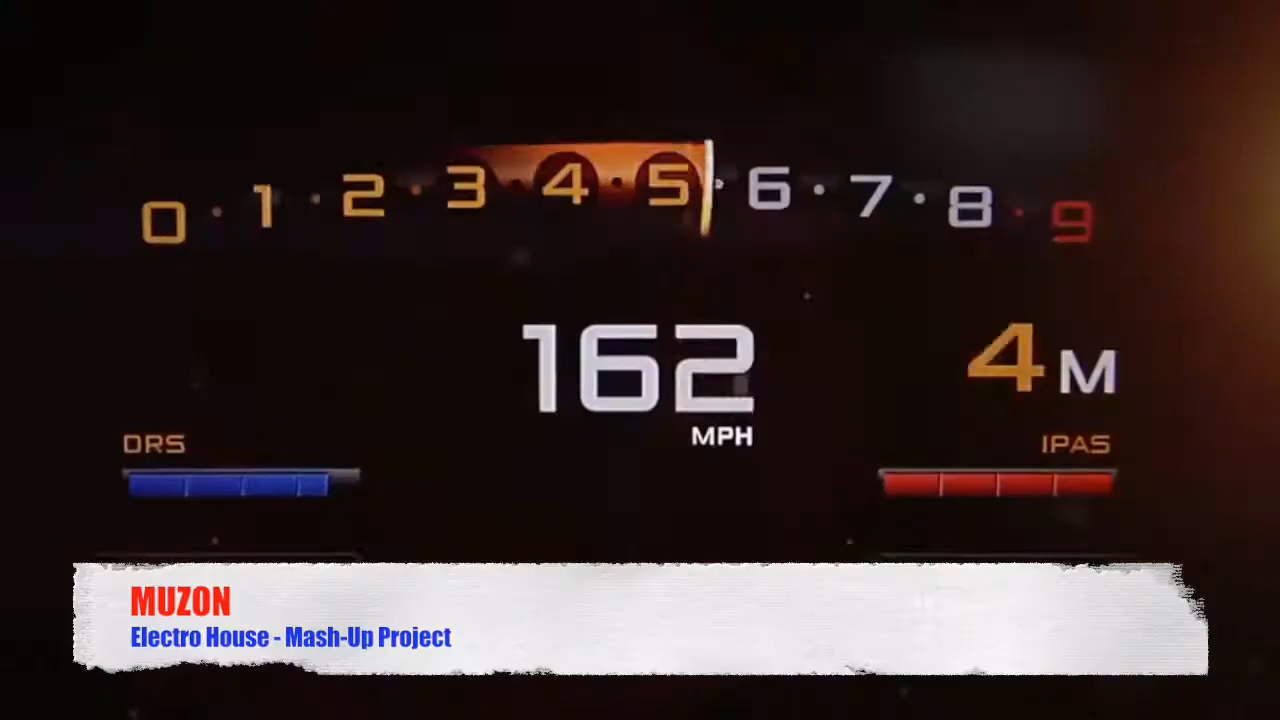 0 · 1 · 2 · 3 · 4 · 5 · 6 · 7 · 8 · 9
162
MPH
4 M
DRS
IPAS
MUZON
Electro House - Mash-Up Project